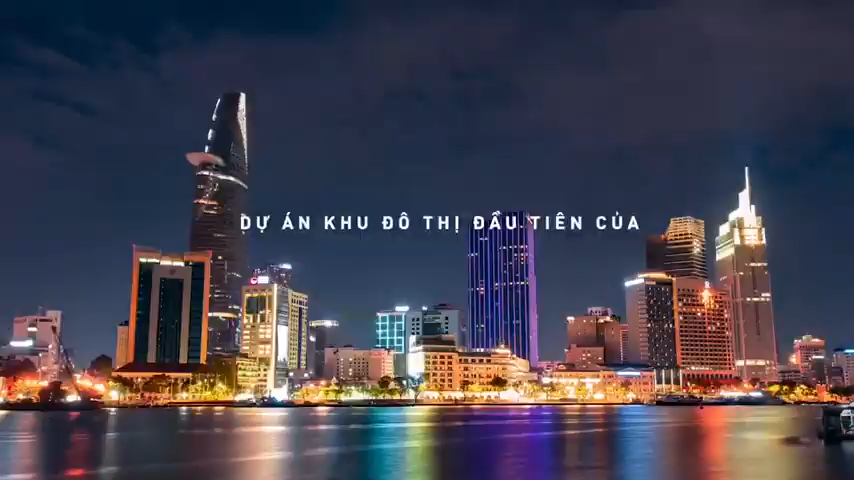 DỰ ÁN KHU ĐÔ THỊ ĐẦU TIÊN CỦA